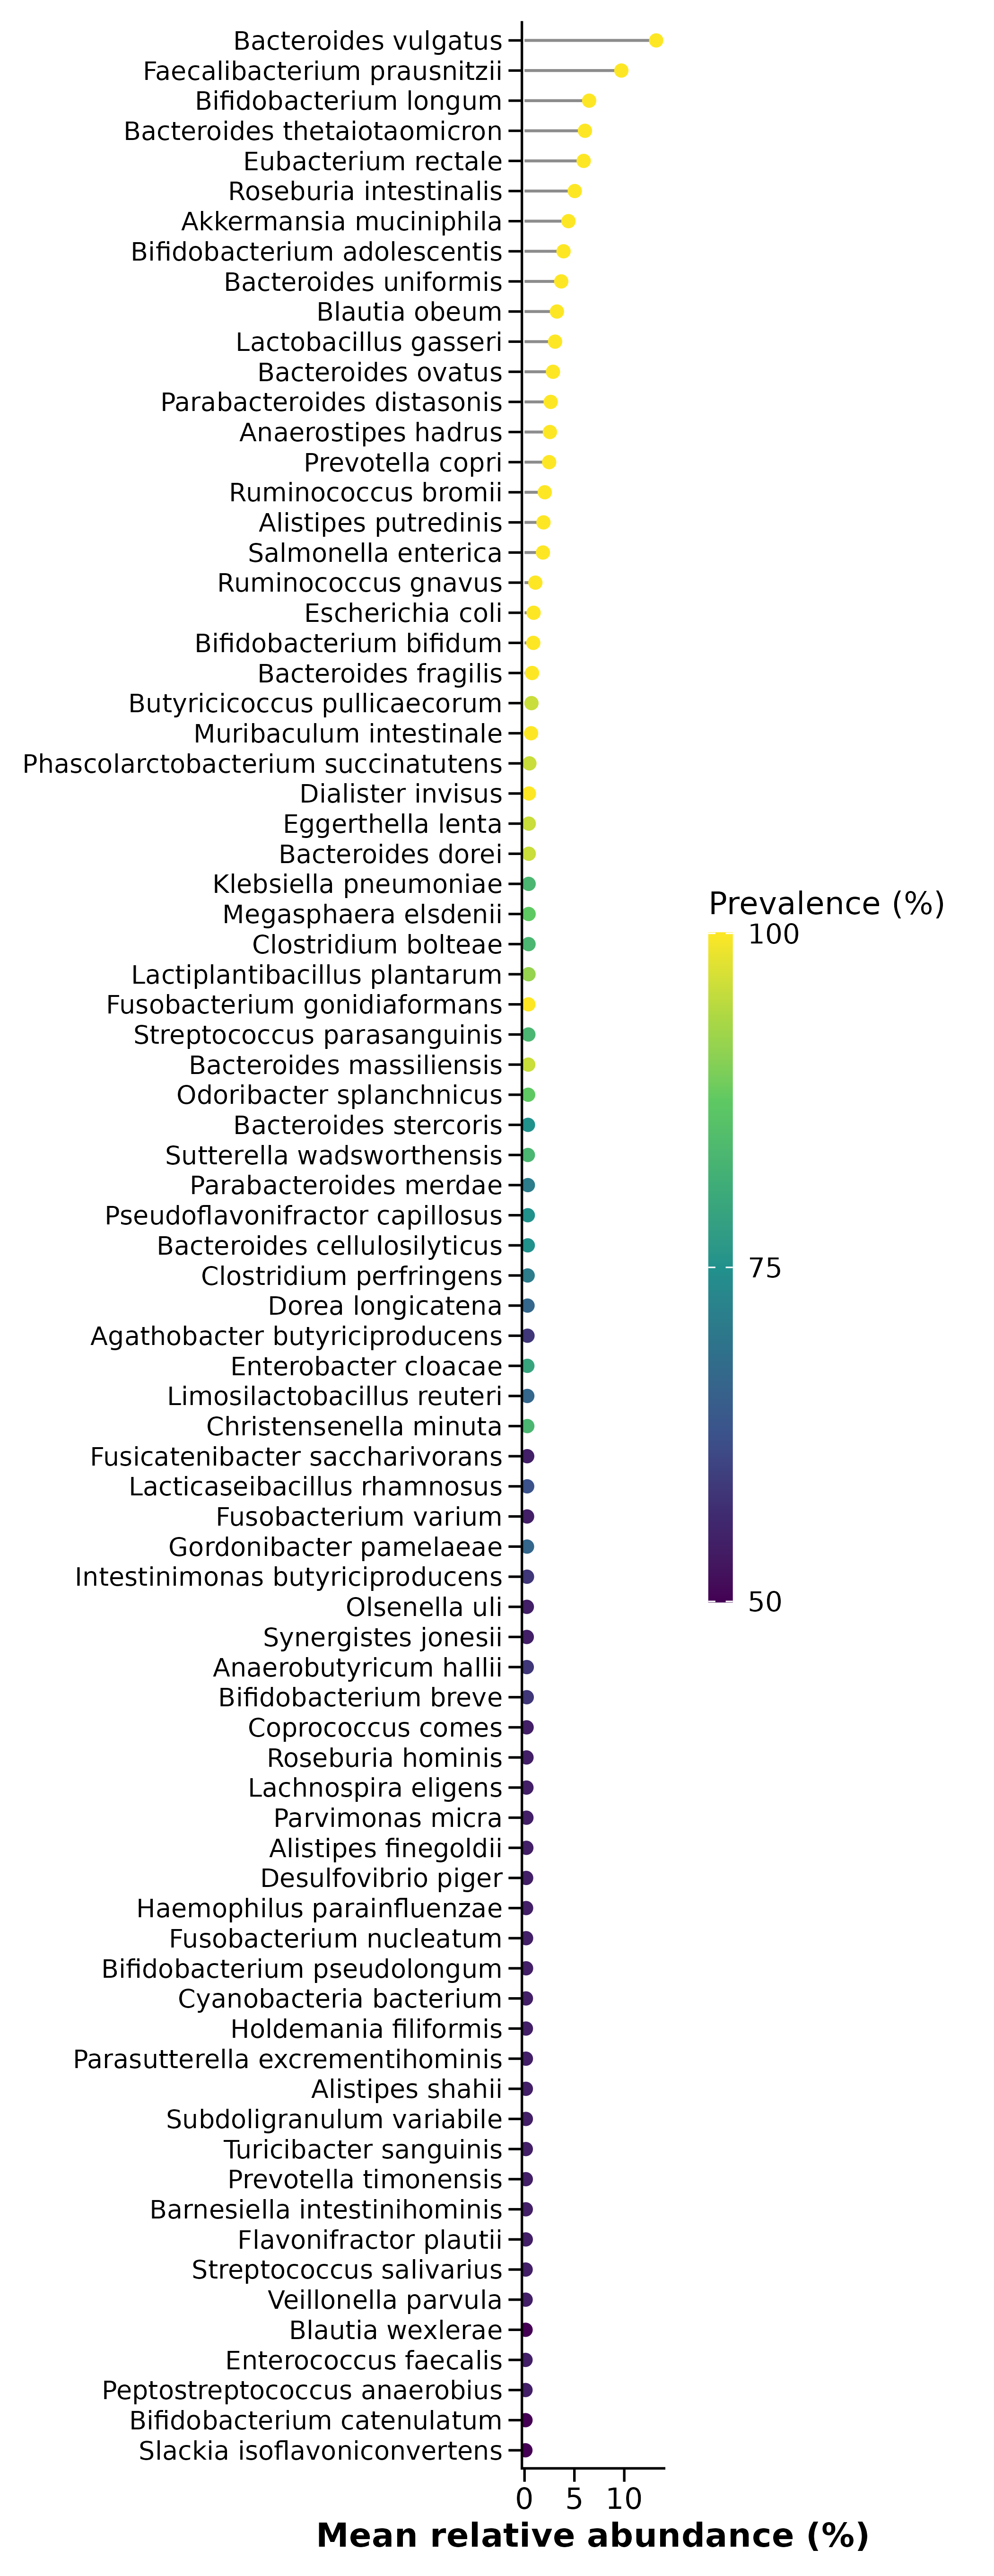 Bacteroides vulgatus
Faecalibacterium prausnitzii
Bifidobacterium longum
Bacteroides thetaiotaomicron
Eubacterium rectale
Roseburia intestinalis
Akkermansia muciniphila
Bifidobacterium adolescentis
Bacteroides uniformis
Blautia obeum
Lactobacillus gasseri
Bacteroides ovatus
Parabacteroides distasonis
Anaerostipes hadrus
Prevotella copri
Ruminococcus bromii
Alistipes putredinis
Salmonella enterica
Ruminococcus gnavus
Escherichia coli
Bifidobacterium bifidum
Bacteroides fragilis
Butyricicoccus pullicaecorum
Muribaculum intestinale
Phascolarctobacterium succinatutens
Dialister invisus
Eggerthella lenta
Bacteroides dorei
Klebsiella pneumoniae
Megasphaera elsdenii
Clostridium bolteae
Lactiplantibacillus plantarum
Fusobacterium gonidiaformans
Streptococcus parasanguinis
Bacteroides massiliensis
Odoribacter splanchnicus
Bacteroides stercoris
Sutterella wadsworthensis
Parabacteroides merdae
Pseudoflavonifractor capillosus
Bacteroides cellulosilyticus
Clostridium perfringens
Dorea longicatena
Agathobacter butyriciproducens
Enterobacter cloacae
Limosilactobacillus reuteri
Christensenella minuta
Fusicatenibacter saccharivorans
Lacticaseibacillus rhamnosus
Fusobacterium varium
Gordonibacter pamelaeae
Intestinimonas butyriciproducens
Olsenella uli
Synergistes jonesii
Anaerobutyricum hallii
Bifidobacterium breve
Coprococcus comes
Roseburia hominis
Lachnospira eligens
Parvimonas micra
Alistipes finegoldii
Desulfovibrio piger
Haemophilus parainfluenzae
Fusobacterium nucleatum
Bifidobacterium pseudolongum
Cyanobacteria bacterium
Holdemania filiformis
Parasutterella excrementihominis
Alistipes shahii
Subdoligranulum variabile
Turicibacter sanguinis
Prevotella timonensis
Barnesiella intestinihominis
Flavonifractor plautii
Streptococcus salivarius
Veillonella parvula
Blautia wexlerae
Enterococcus faecalis
Peptostreptococcus anaerobius
Bifidobacterium catenulatum
Slackia isoflavoniconvertens
0 5 10
Mean relative abundance (%)
Prevalence (%)
100
75
50